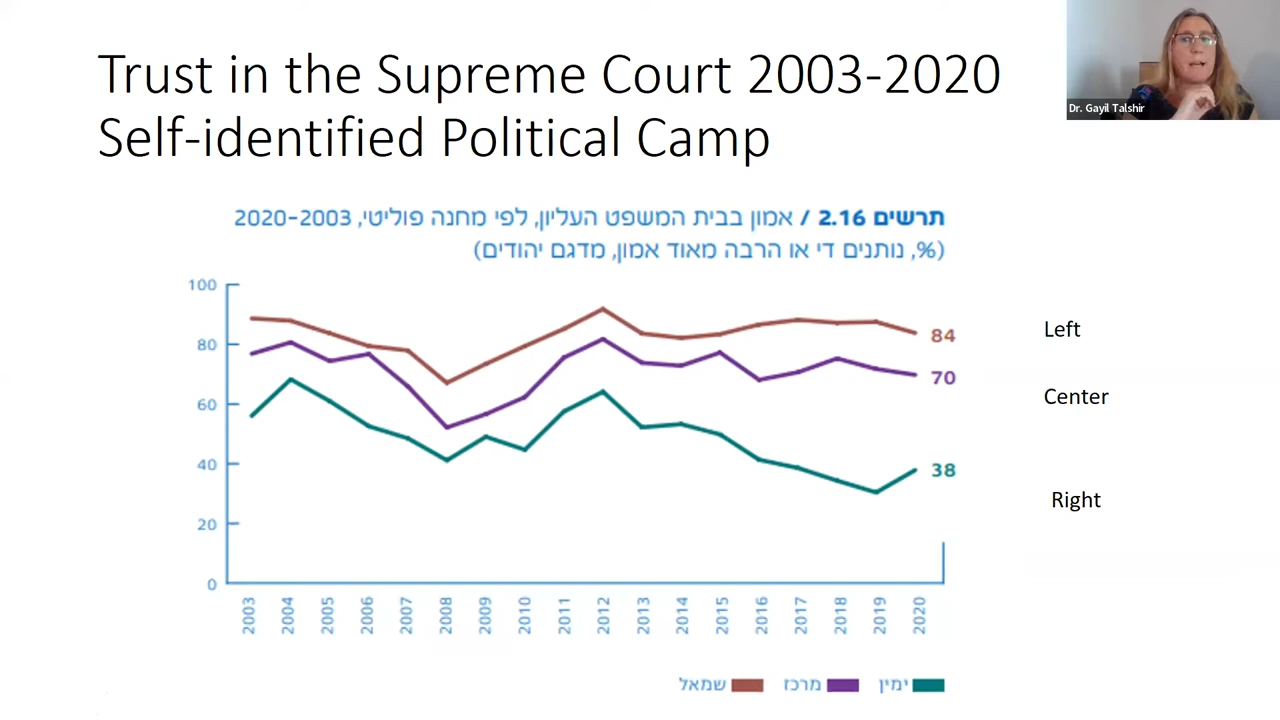 Trust in the Supreme Court 2003-2020
Self-identified Political Camp
Dr. Gayil Talshir
תרשים 2.16 / אמון בבית המשפט העליון, לפי מחנה פוליטי, 2003-2020
(%, נותנים די או הרבה מאוד אמון, מדגם יהודים)
100
80
60
40
20
0
84
70
38
Left
Center
Right
2003 2004 2005 2006 2007 2008 2009 2010 2011 2012 2013 2014 2015 2016 2017 2018 2019 2020
ימין מרכז שמאל